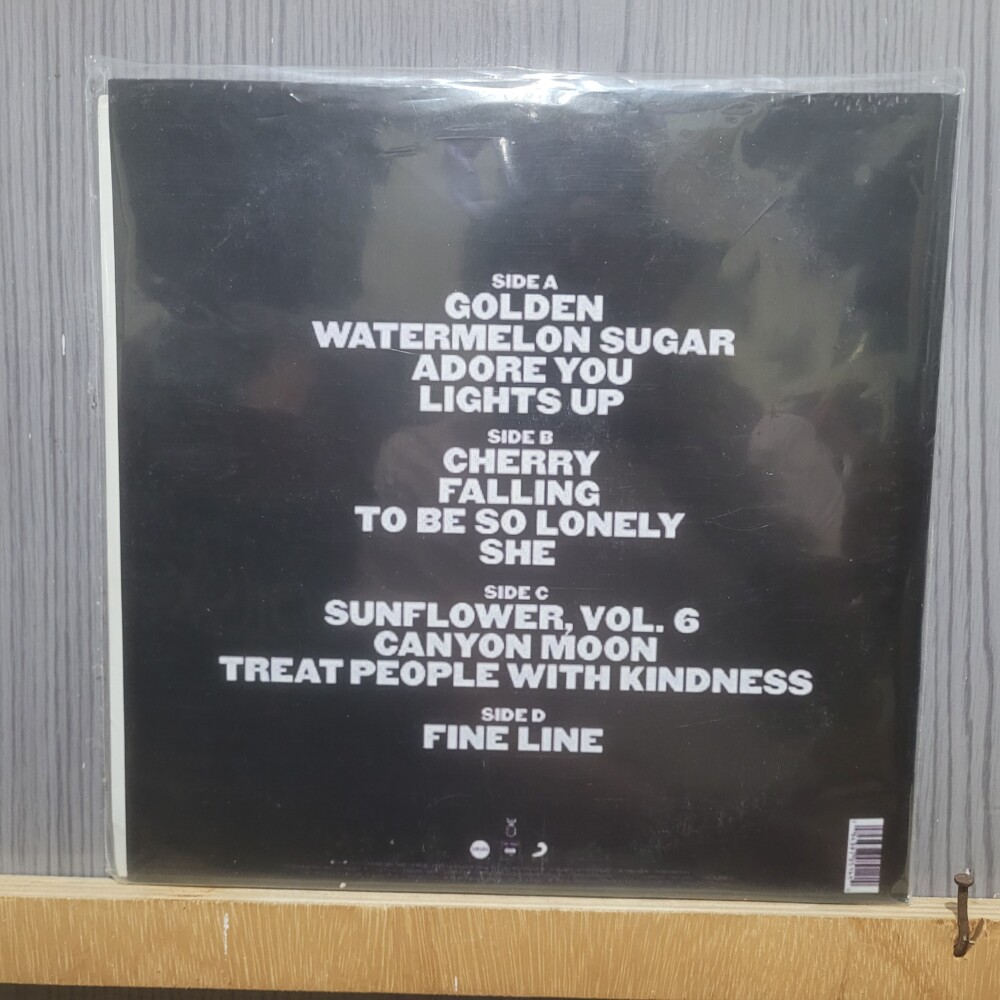 SIDE A
GOLDEN
WATERMELON SUGAR
ADORE YOU
LIGHTS UP
SIDE B
CHERRY
FALLING
TO BE SO LONELY
SHE
SIDE C
SUNFLOWER, VOL. 6
CANYON MOON
TREAT PEOPLE WITH KINDNESS
SIDE D
FINE LINE